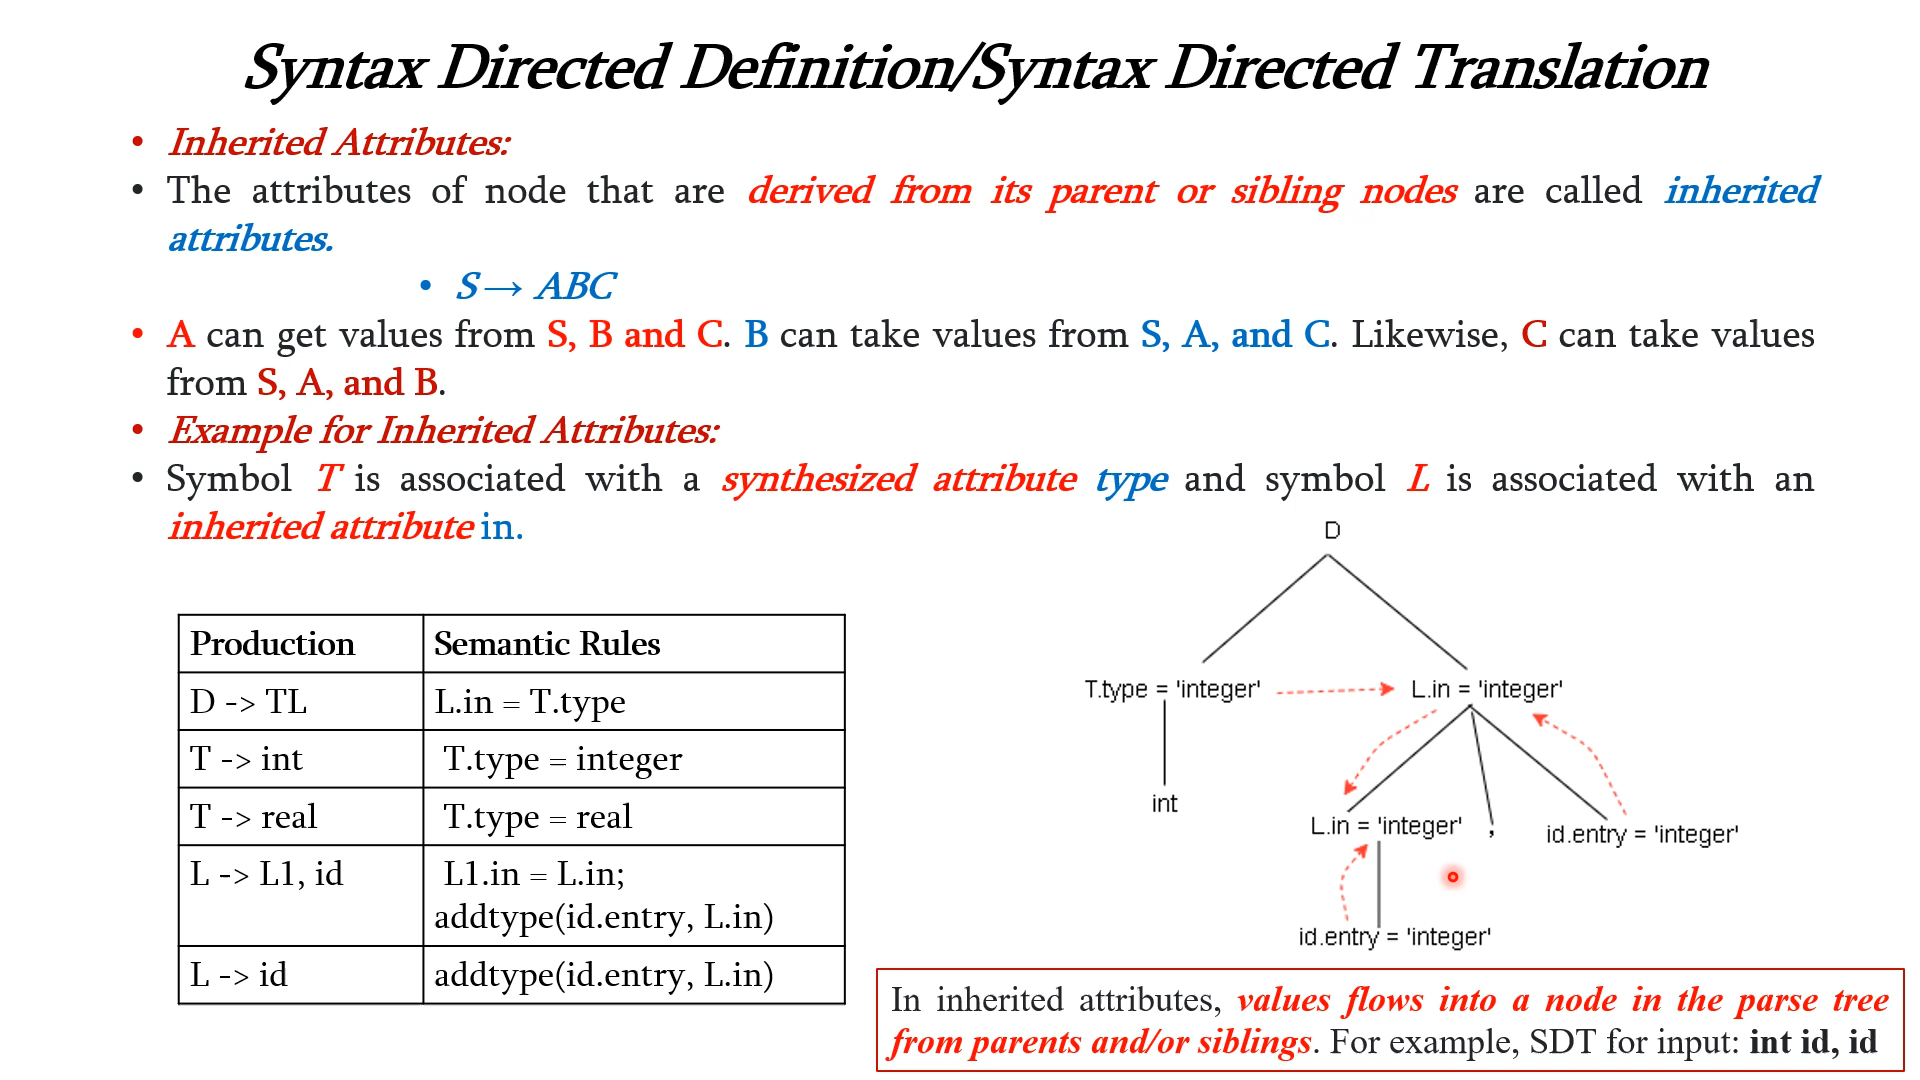 Syntax Directed Definition/Syntax Directed Translation
• Inherited Attributes:
• The attributes of node that are derived from its parent or sibling nodes are called inherited
attributes.
• S→ ABC
• A can get values from S, B and C. B can take values from S, A, and C. Likewise, C can take values
from S, A, and B.
• Example for Inherited Attributes:
• Symbol T is associated with a synthesized attribute type and symbol L is associated with an
inherited attribute in.
Production Semantic Rules
D -> TL L.in = T.type
T -> int T.type = integer
T -> real T.type = real
L -> L1, id L1.in = L.in;
addtype(id.entry, L.in)
L -> id addtype(id.entry, L.in)
D
T.type = 'integer' L.in = 'integer'
int
L.in = 'integer' , id.entry = 'integer'
id.entry = 'integer'
In inherited attributes, values flows into a node in the parse tree
from parents and/or siblings. For example, SDT for input: int id, id